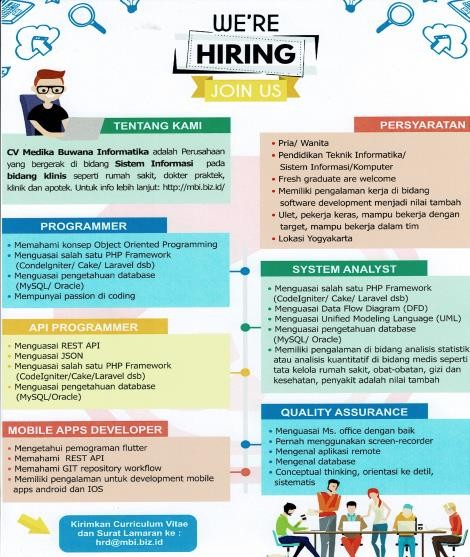 WE'RE
HIRING
JOIN US
TENTANG KAMI
CV Medika Buwana Informatika adalah Perusahaan
yang bergerak di bidang Sistem Informasi pada
bidang klinis seperti rumah sakit, dokter praktek,
klinik dan apotek. Untuk info lebih lanjut: http://mbi.biz.id/
PERSYARATAN
• Pria/ Wanita
• Pendidikan Teknik Informatika/
Sistem Informasi/Komputer
• Fresh graduate are welcome
• Memiliki pengalaman kerja di bidang
software development menjadi nilai tambah
• Ulet, pekerja keras, mampu bekerja dengan
target, mampu bekerja dalam tim
• Lokasi Yogyakarta
PROGRAMMER
• Memahami konsep Object Oriented Programming
• Menguasai salah satu PHP Framework
(CodeIgniter/ Cake/ Laravel dsb)
• Menguasai pengetahuan database
(MySQL/ Oracle)
• Mempunyai passion di coding
SYSTEM ANALYST
• Menguasai salah satu PHP Framework
(CodeIgniter/ Cake/ Laravel dsb)
• Menguasai Data Flow Diagram (DFD)
• Menguasai Unified Modeling Language (UML)
• Menguasai pengetahuan database
(MySQL/ Oracle)
• Memiliki pengalaman di bidang analisis statistik
atau analisis kuantitatif di bidang medis seperti
tata kelola rumah sakit, obat-obatan, gizi dan
kesehatan, penyakit adalah nilai tambah
API PROGRAMMER
• Menguasai REST API
• Menguasai JSON
• Menguasai salah satu PHP Framework
(CodeIgniter/Cake/Laravel dsb)
• Menguasai pengetahuan database
(MySQL/Oracle)
MOBILE APPS DEVELOPER
• Mengetahui pemograman flutter
• Memahami REST API
• Memahami GIT repository workflow
• Memiliki pengalaman untuk development mobile
apps android dan IOS
QUALITY ASSURANCE
• Menguasai Ms. office dengan baik
• Pernah menggunakan screen-recorder
• Mengenal aplikasi remote
• Mengenal database
• Conceptual thinking, orientasi ke detil,
sistematis
Kirimkan Curriculum Vitae
dan Surat Lamaran ke :
hrd@mbi.biz.id